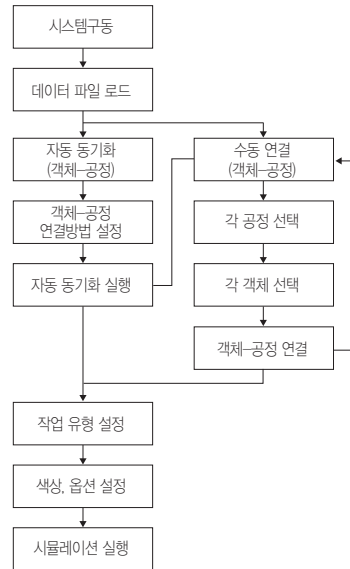 시스템구동
데이터 파일 로드
자동 동기화
(객체–공정)
수동 연결
(객체–공정)
객체–공정
연결방법 설정
각 공정 선택
자동 동기화 실행
각 객체 선택
객체–공정 연결
작업 유형 설정
색상, 옵션 설정
시뮬레이션 실행